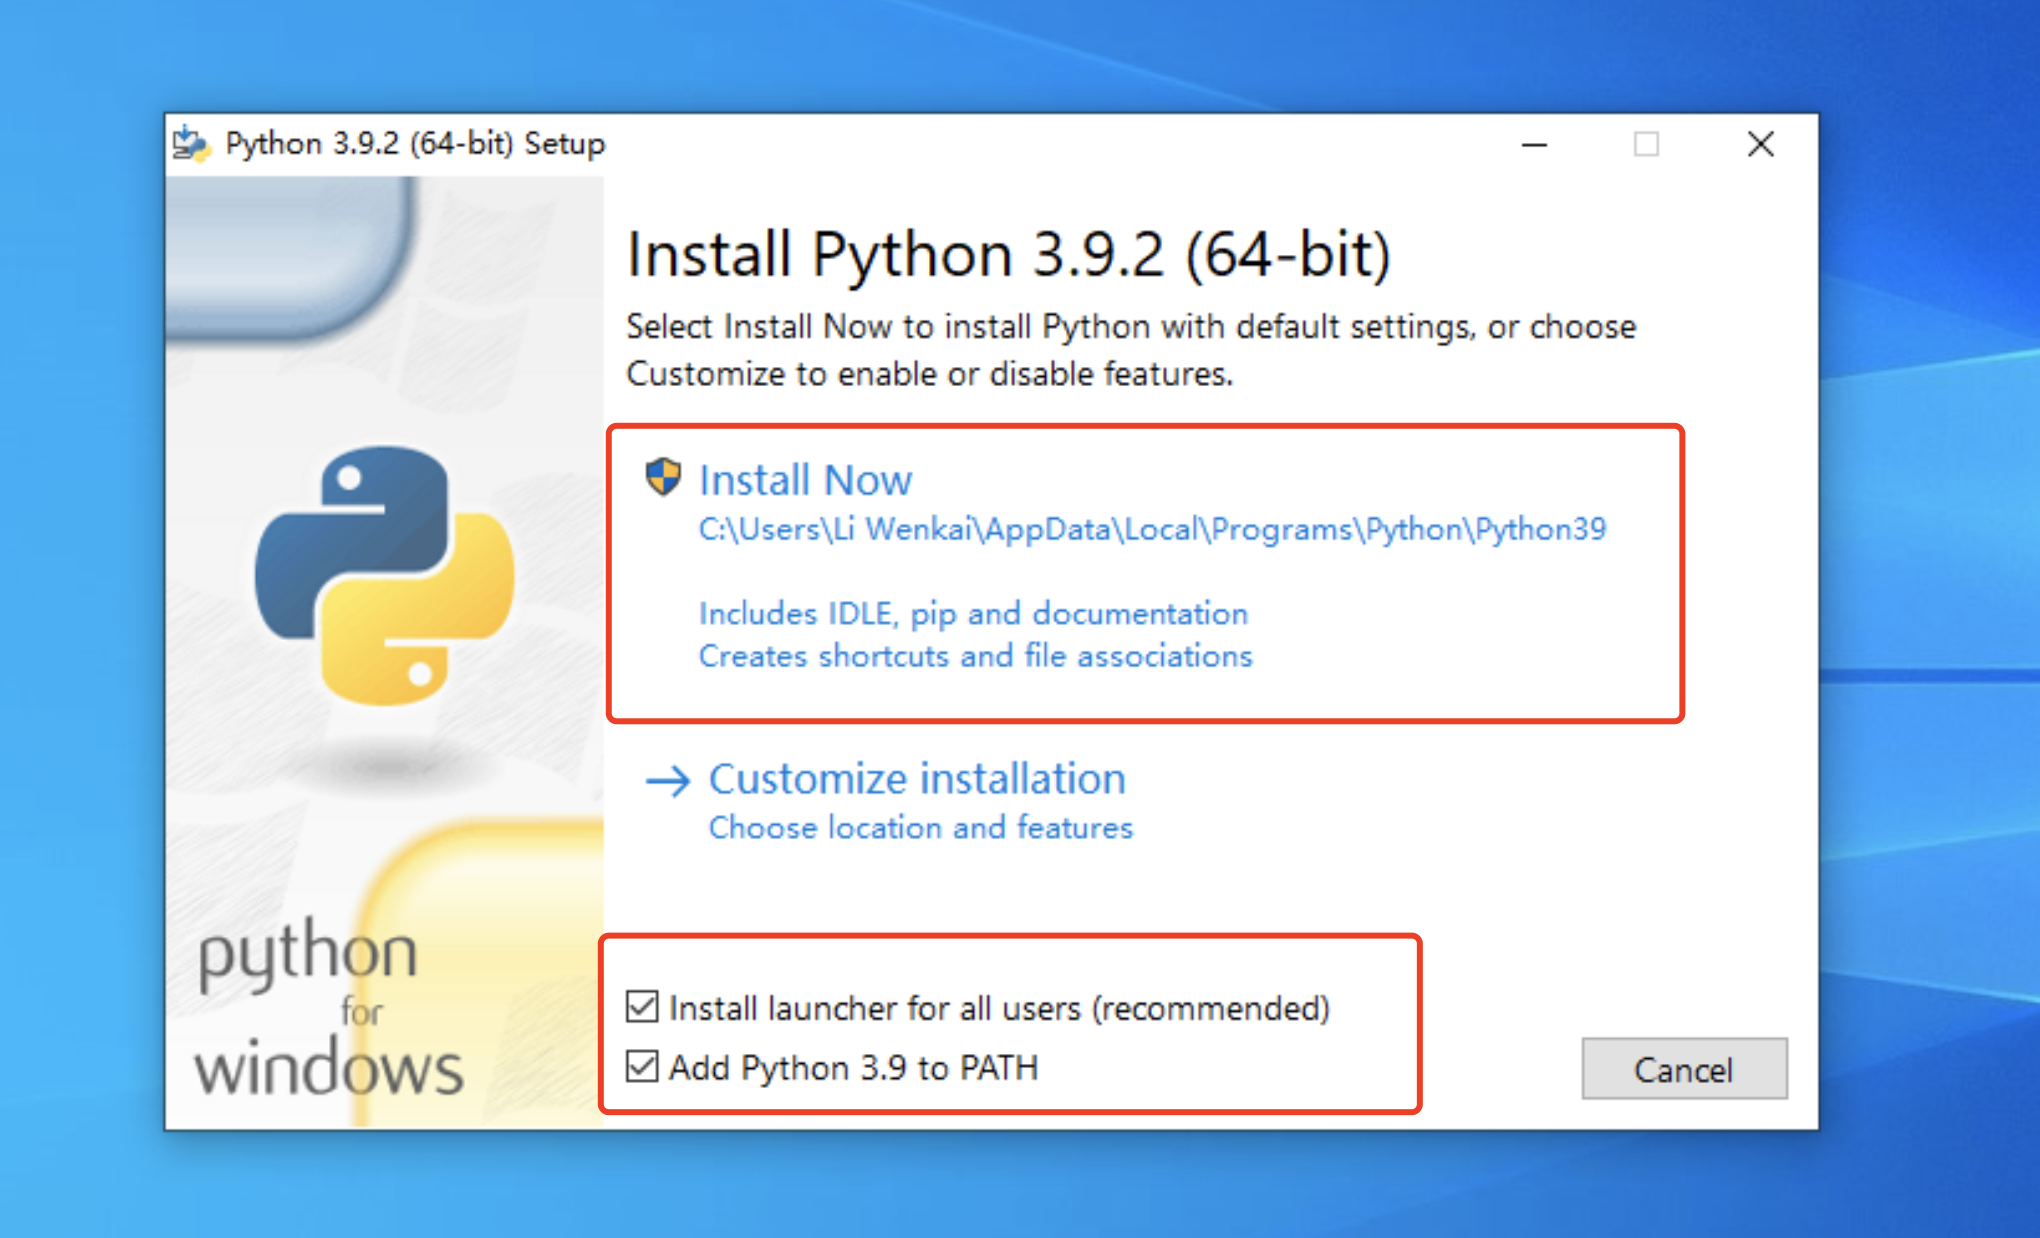 Python 3.9.2 (64-bit) Setup
Install Python 3.9.2 (64-bit)
Select Install Now to install Python with default settings, or choose
Customize to enable or disable features.
Install Now
C:\Users\Li Wenkai\AppData\Local\Programs\Python\Python39
Includes IDLE, pip and documentation
Creates shortcuts and file associations
Customize installation
Choose location and features
python
for
windows
Install launcher for all users (recommended)
Add Python 3.9 to PATH
Cancel